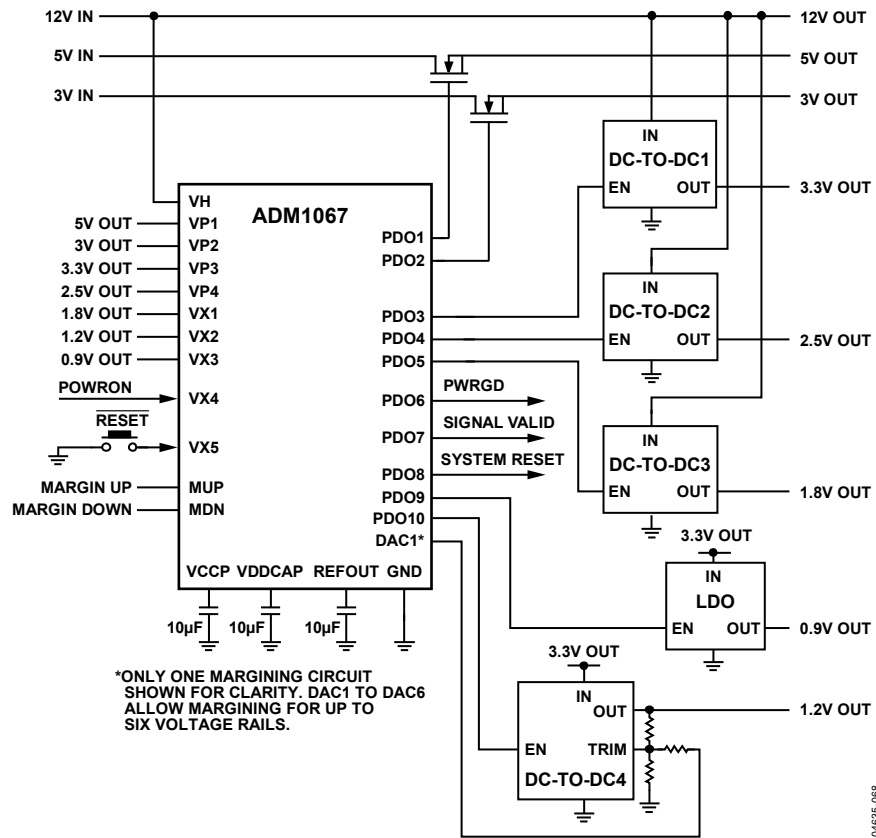 12V IN
12V OUT
5V IN
5V OUT
3V IN
3V OUT
IN
DC-TO-DC1
EN OUT
3.3V OUT
ADM1067
VH
5V OUT VP1
3V OUT VP2
3.3V OUT VP3
2.5V OUT VP4
1.8V OUT VX1
1.2V OUT VX2
0.9V OUT VX3
POWRON
VX4
RESET
VX5
MARGIN UP MUP
MARGIN DOWN MDN
PDO1
PDO2
PDO3
PDO4
PDO5
PDO6
PWRGD
PDO7
SIGNAL VALID
PDO8
SYSTEM RESET
PDO9
PDO10
DAC1*
VCCP VDDCAP REFOUT GND
10µF 10µF 10µF
IN
DC-TO-DC2
EN OUT
2.5V OUT
IN
DC-TO-DC3
EN OUT
1.8V OUT
3.3V OUT
IN
LDO
EN OUT
0.9V OUT
3.3V OUT
IN
OUT
1.2V OUT
EN TRIM
DC-TO-DC4
*ONLY ONE MARGINING CIRCUIT
SHOWN FOR CLARITY. DAC1 TO DAC6
ALLOW MARGINING FOR UP TO
SIX VOLTAGE RAILS.
04635-068